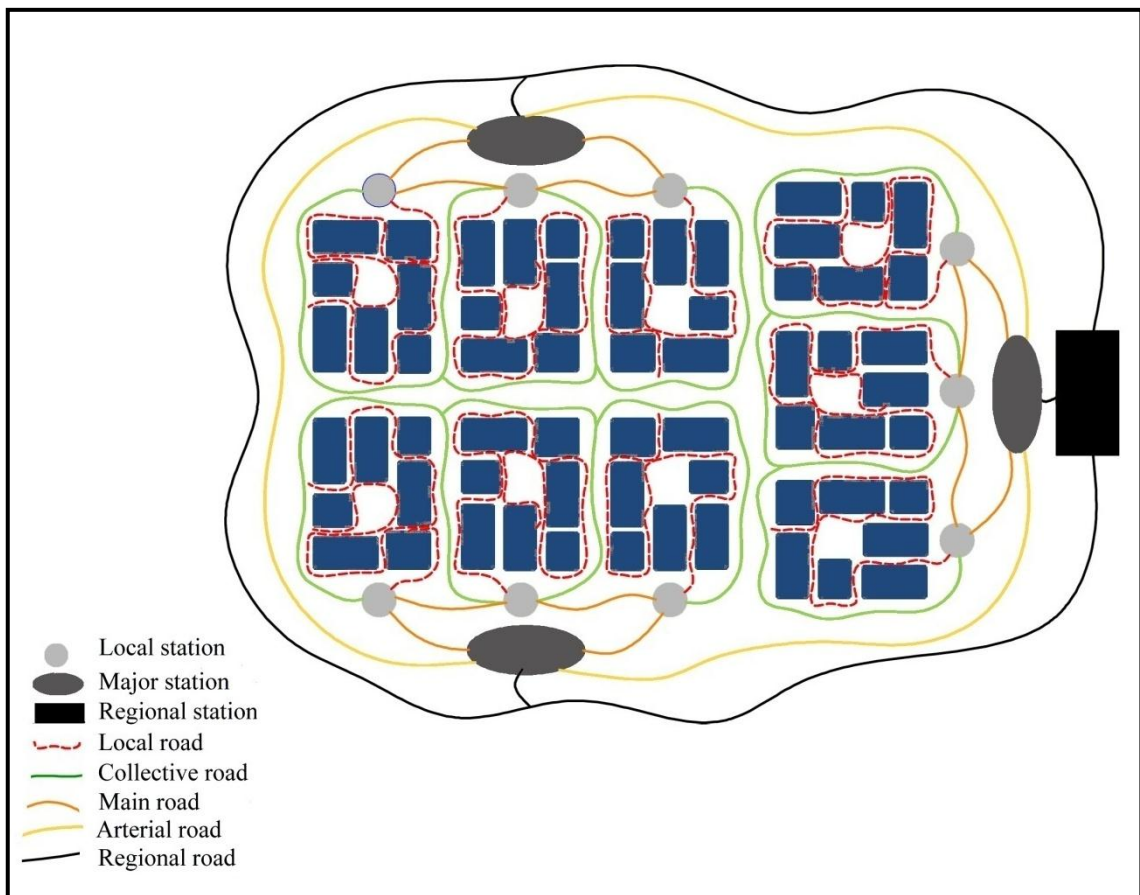 Local station
Major station
Regional station
Local road
Collective road
Main road
Arterial road
Regional road